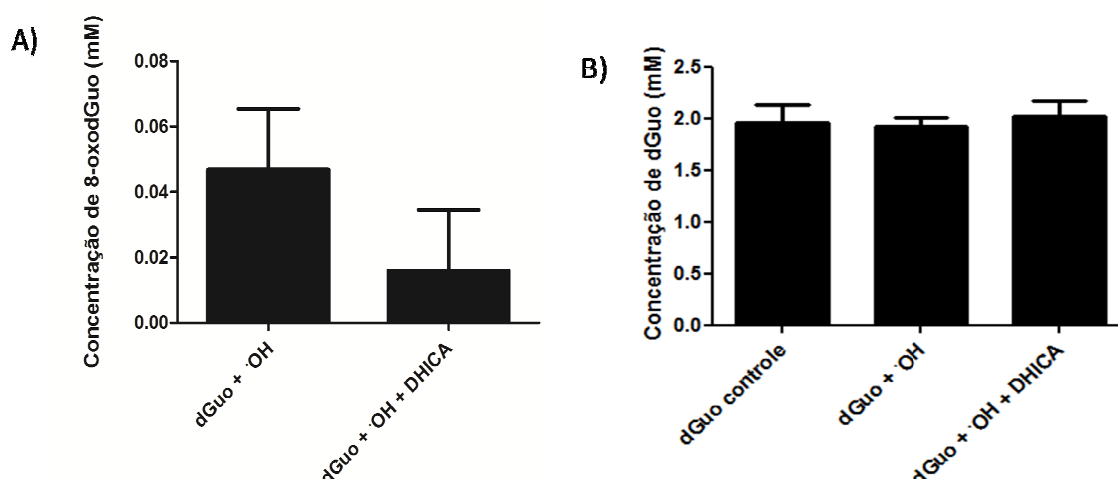 A)
Concentração de 8-oxodGuo (mM)
0.08
0.06
0.04
0.02
0.00
dGuo + ˙OH
dGuo + ˙OH + DHICA
B)
Concentração de dGuo (mM)
2.5
2.0
1.5
1.0
0.5
0.0
dGuo controle
dGuo + ˙OH
dGuo + ˙OH + DHICA